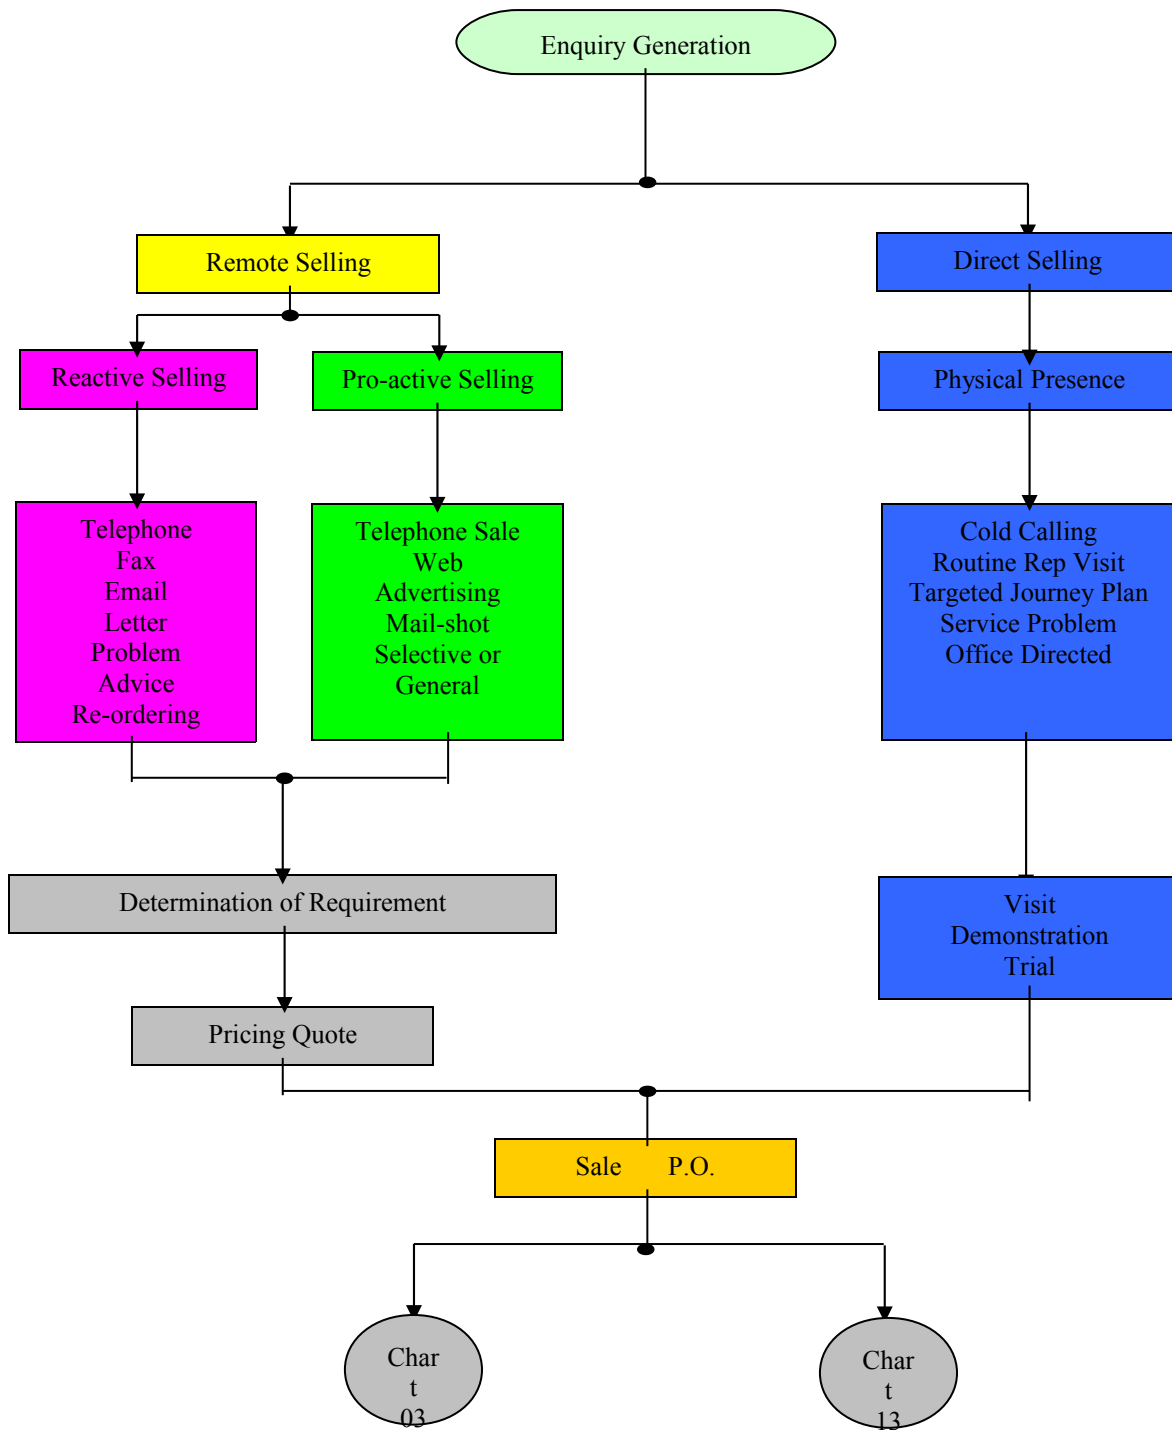 Enquiry Generation
Remote Selling
Direct Selling
Reactive Selling
Pro-active Selling
Physical Presence
Telephone
Fax
Email
Letter
Problem
Advice
Re-ordering
Telephone Sale
Web
Advertising
Mail-shot
Selective or
General
Cold Calling
Routine Rep Visit
Targeted Journey Plan
Service Problem
Office Directed
Determination of Requirement
Visit
Demonstration
Trial
Pricing Quote
Sale P.O.
Char
t
03
Char
t
13